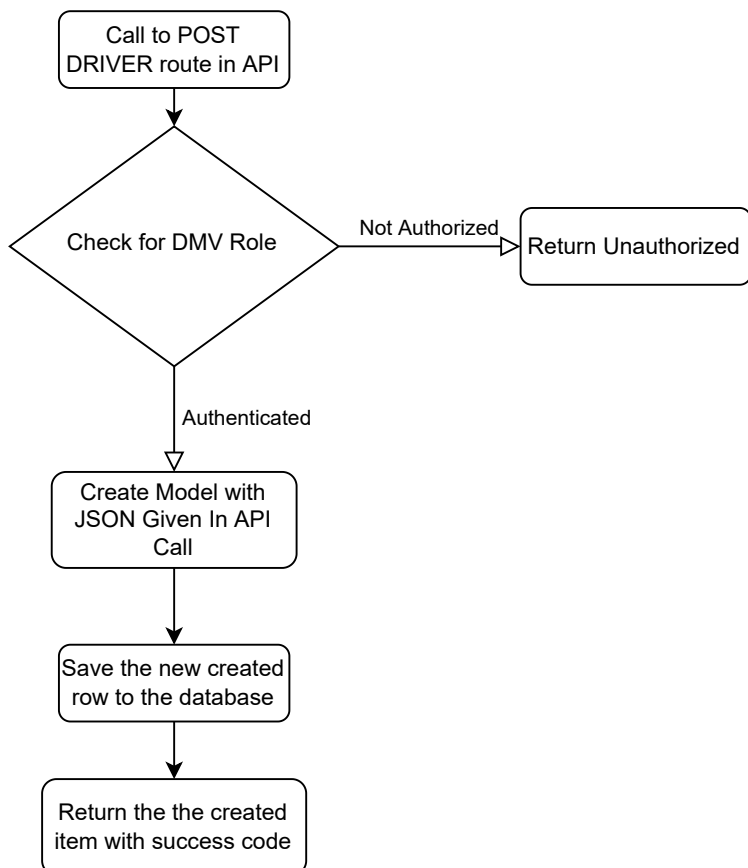 Call to POST
DRIVER route in API
Check for DMV Role
Not Authorized
Return Unauthorized
Authenticated
Create Model with
JSON Given In API
Call
Save the new created
row to the database
Return the the created
item with success code